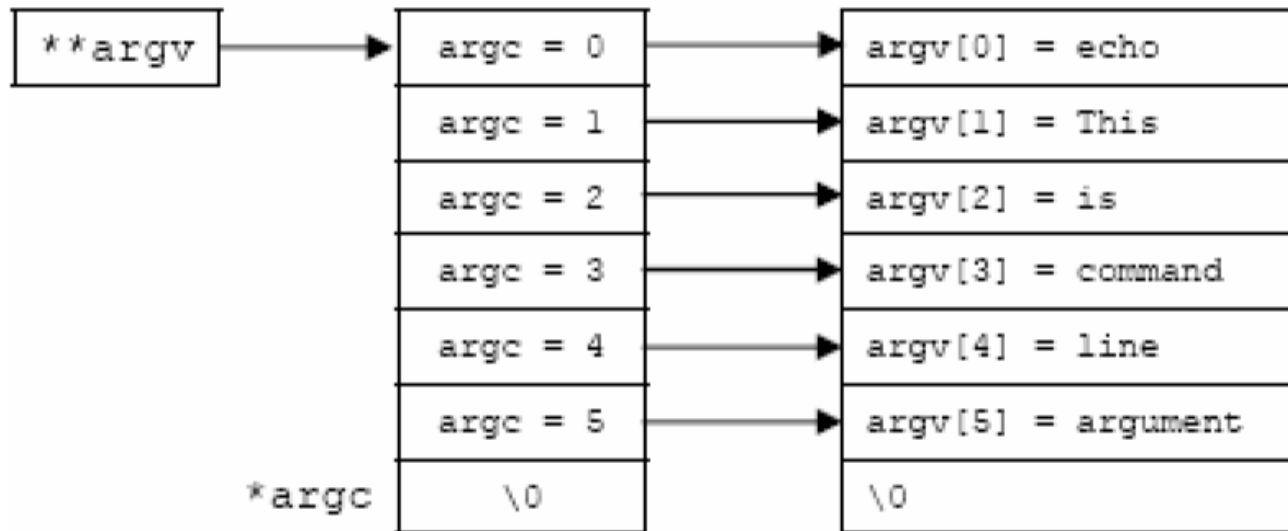 **argv argc = 0 argv[0] = echo
argc = 1 argv[1] = This
argc = 2 argv[2] = is
argc = 3 argv[3] = command
argc = 4 argv[4] = line
argc = 5 argv[5] = argument
*argc \0 \0